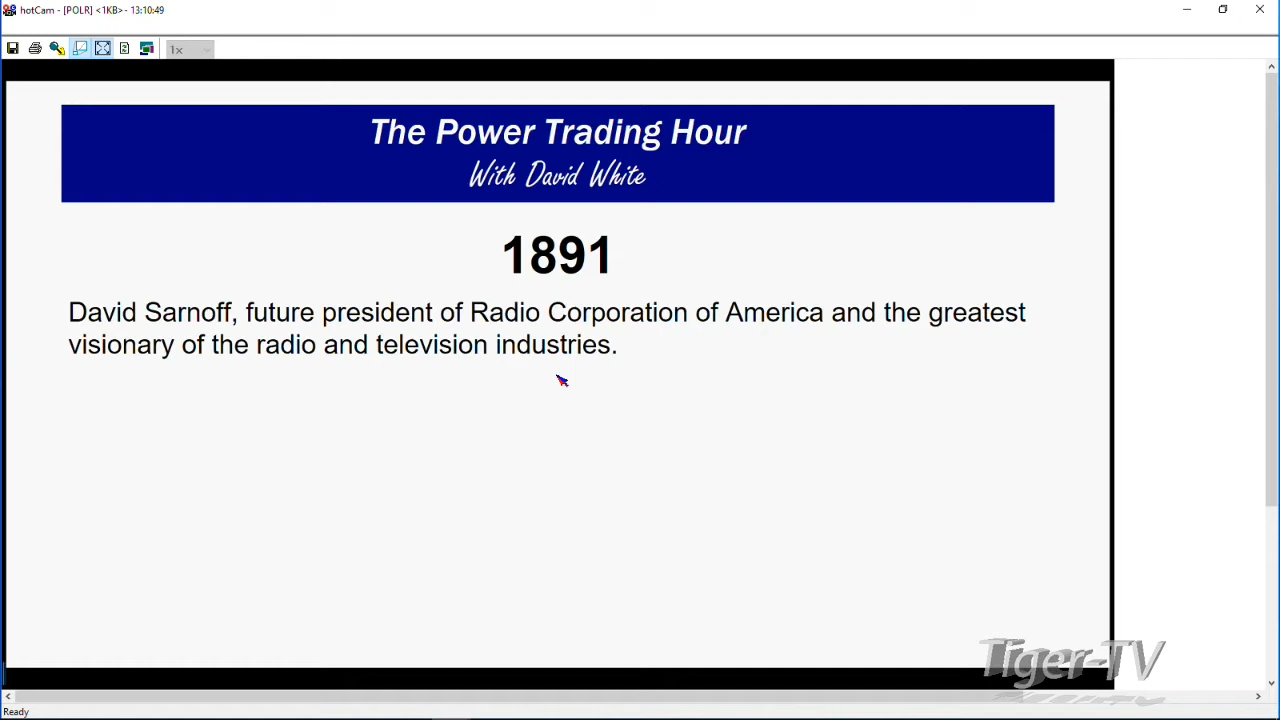 hotCam - [POLR] <1KB> - 13:10:49
1x
The Power Trading Hour
With David White
1891
David Sarnoff, future president of Radio Corporation of America and the greatest
visionary of the radio and television industries.
Tiger-TV
Ready